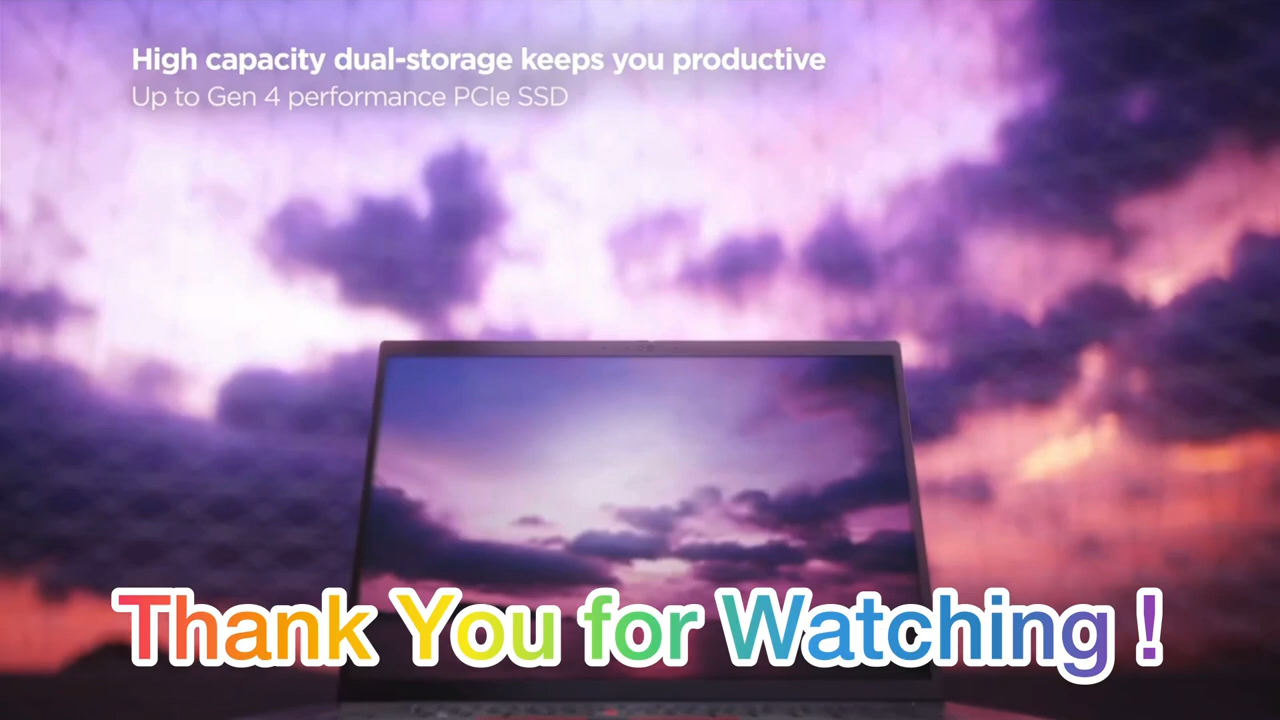 High capacity dual-storage keeps you productive
Up to Gen 4 performance PCIe SSD
Thank You for Watching !